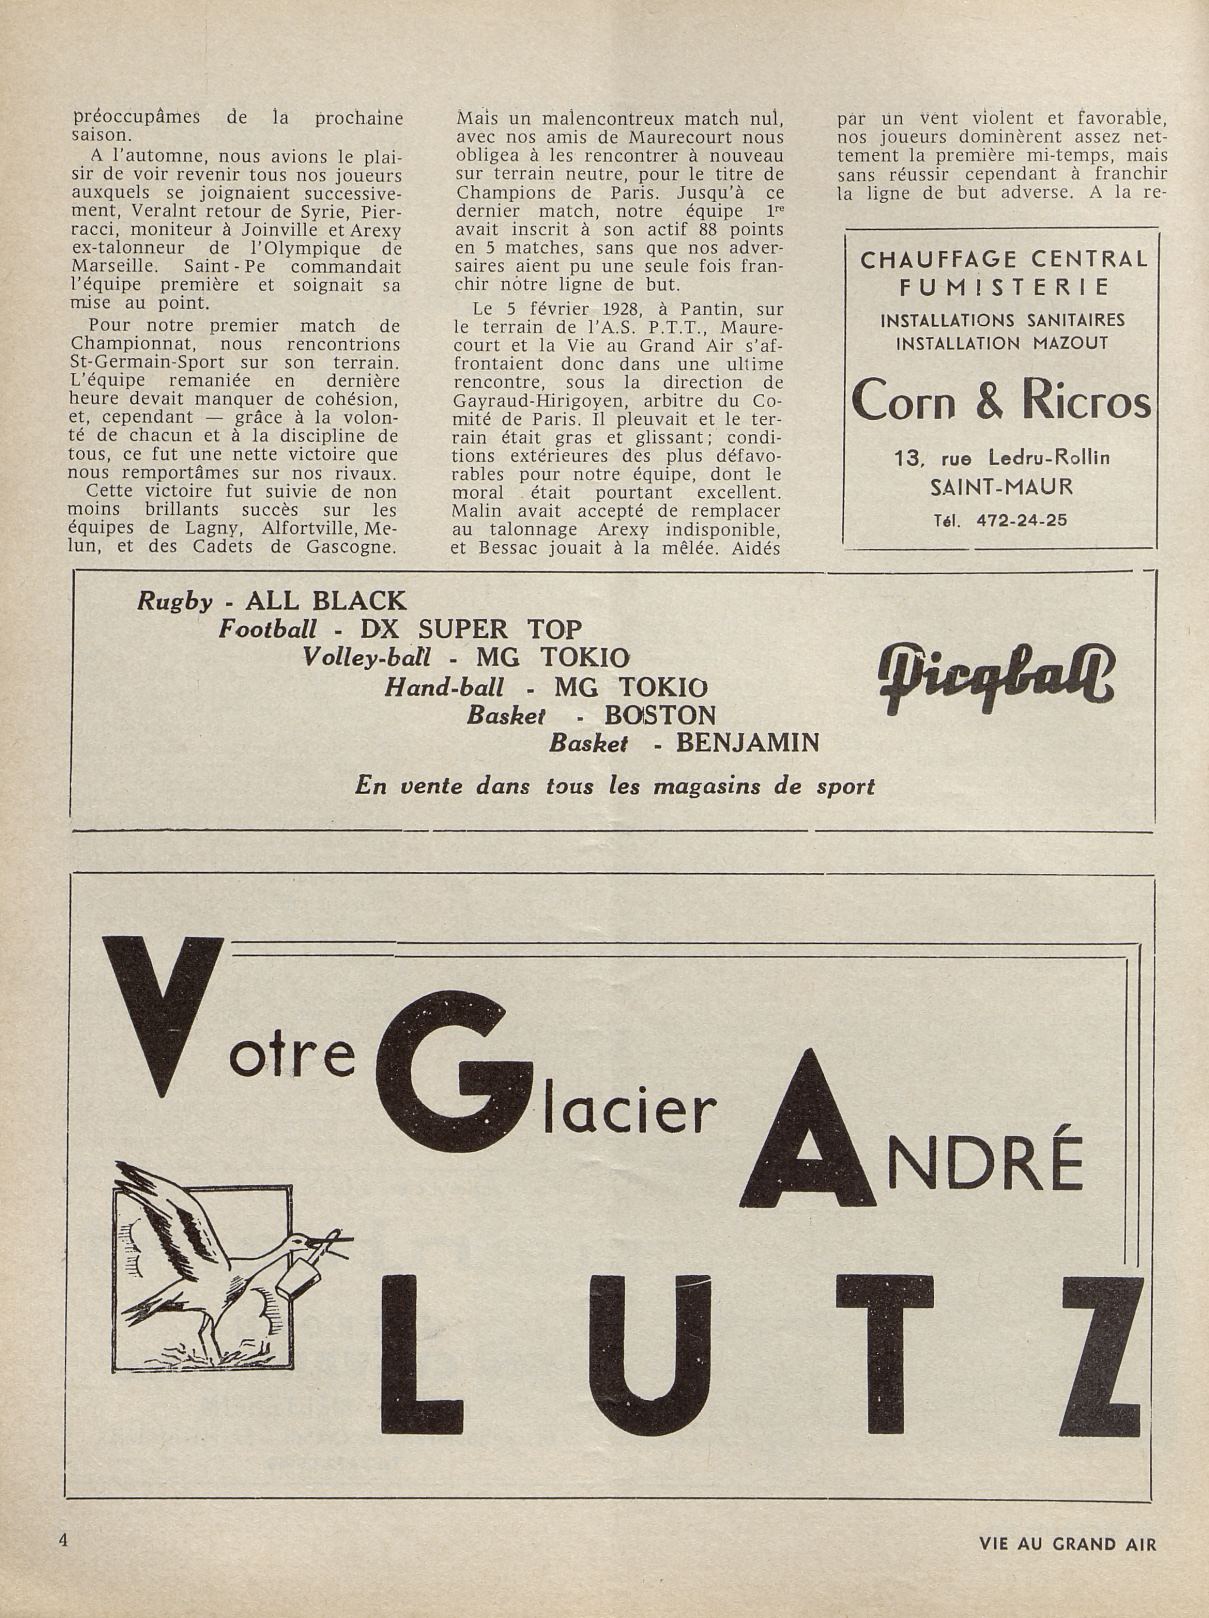 préoccupâmes de la prochaine
saison.
A l'automne, nous avions le plai-
sir de voir revenir tous nos joueurs
auxquels se joignaient successive-
ment, Veralnt retour de Syrie, Pier-
racci, moniteur à Joinville et Arexy
ex-talonneur de l'Olympique de
Marseille. Saint-Pe commandait
l'équipe première et soignait sa
mise au point.
Pour notre premier match de
Championnat, nous rencontrions
St-Germain-Sport sur son terrain.
L'équipe remaniée en dernière
heure devait manquer de cohésion,
et, cependant — grâce à la volon-
té de chacun et à la discipline de
tous, ce fut une nette victoire que
nous remportâmes sur nos rivaux.
Cette victoire fut suivie de non
moins brillants succès sur les
équipes de Lagny, Alfortville, Me-
lun, et des Cadets de Gascogne.
Mais un malencontreux match nul,
avec nos amis de Maurecourt nous
obligea à les rencontrer à nouveau
sur terrain neutre, pour le titre de
Champions de Paris. Jusqu'à ce
dernier match, notre équipe 1re
avait inscrit à son actif 88 points
en 5 matches, sans que nos adver-
saires aient pu une seule fois fran-
chir nôtre ligne de but.
Le 5 février 1928, à Pantin, sur
le terrain de l'A.S. P.T.T., Maure-
court et la Vie au Grand Air s'af-
frontaient donc dans une ultime
rencontre, sous la direction de
Gayraud-Hirigoyen, arbitre du Co-
mité de Paris. Il pleuvait et le ter-
rain était gras et glissant ; condi-
tions extérieures des plus défavo-
rables pour notre équipe, dont le
moral était pourtant excellent.
Malin avait accepté de remplacer
au talonnage Arexy indisponible,
et Bessac jouait à la mêlée. Aidés
par un vent violent et favorable,
nos joueurs dominèrent assez net-
tement la première mi-temps, mais
sans réussir cependant à franchir
la ligne de but adverse. A la re-
CHAUFFAGE CENTRAL
FUMISTERIE
INSTALLATIONS SANITAIRES
INSTALLATION MAZOUT
Corn & Ricros
13, rue Ledru-Rollin
SAINT-MAUR
Tél. 472-24-25
Rugby - ALL BLACK
Football - DX SUPER TOP
Volley-ball - MG TOKIO
Hand-ball - MG TOKIO
Basket - BOSTON
Basket - BENJAMIN
Picqball
En vente dans tous les magasins de sport
Votre Glacier ANDRÉ
LUTZ
4
VIE AU GRAND AIR